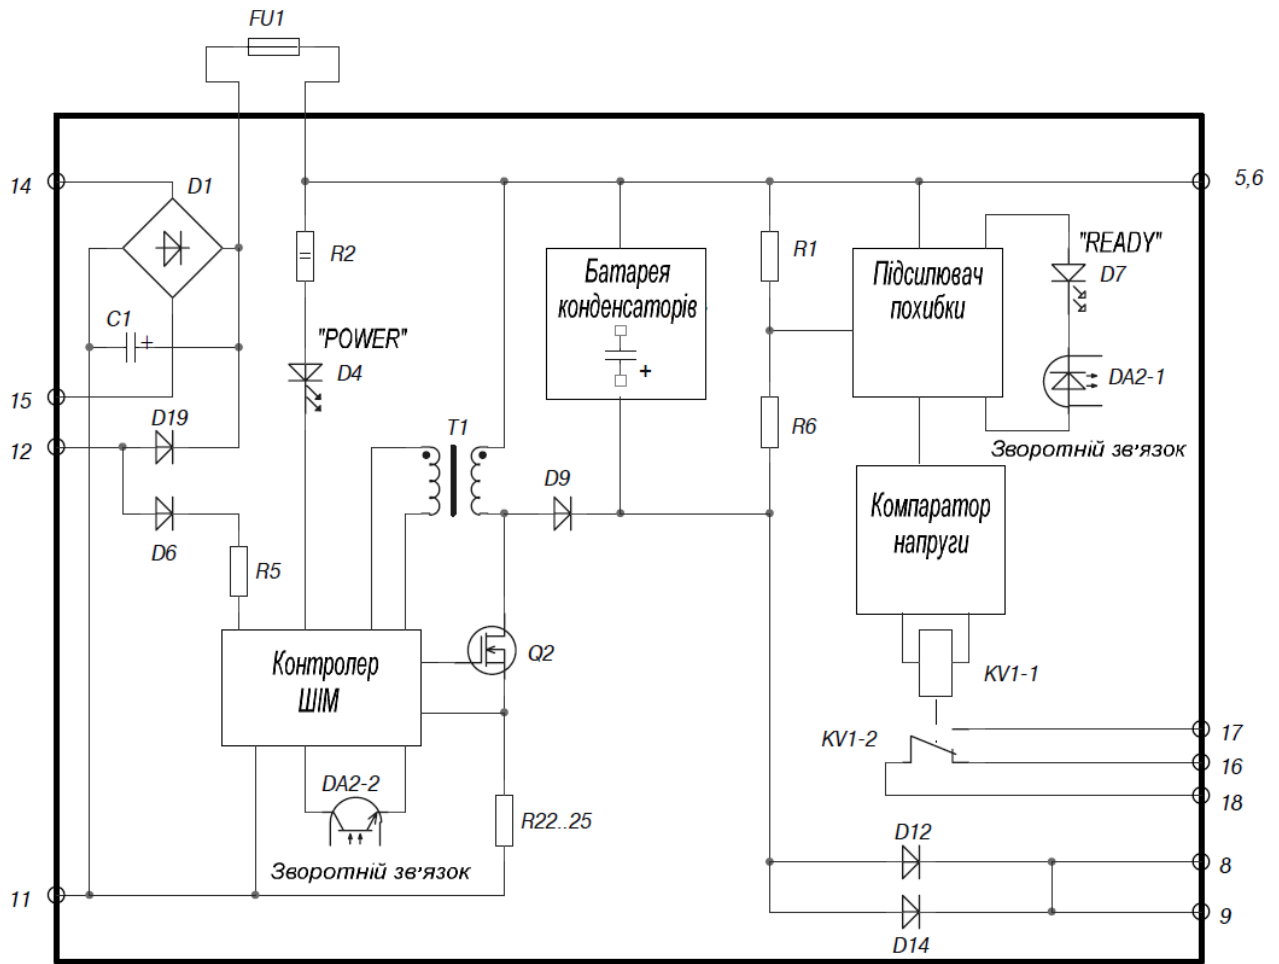 FU1
14
D1
5,6
R2
R1
"READY"
D7
Батарея
конденсаторів
+
Підсилювач
похибки
C1
+
"POWER"
D4
DA2-1
15
D19
T1
R6
12
Зворотній зв'язок
D9
D6
Компаратор
напруги
R5
Контролер
ШІМ
Q2
KV1-1
KV1-2
17
16
DA2-2
18
R22..25
D12
Зворотній зв'язок
8
11
9
D14